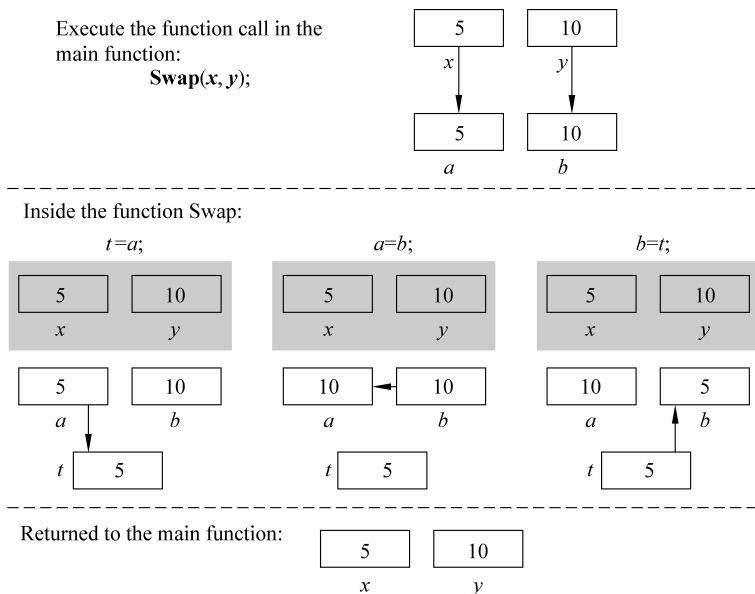 Execute the function call in the
main function:
Swap(x, y);
5 10
x y
5 10
a b
Inside the function Swap:
t=a; a=b; b=t;
5 10 5 10 5 10
x y x y x y
5 10 10 10 10 5
a b a b a b
t 5 t 5 t 5
Returned to the main function:
5 10
x y